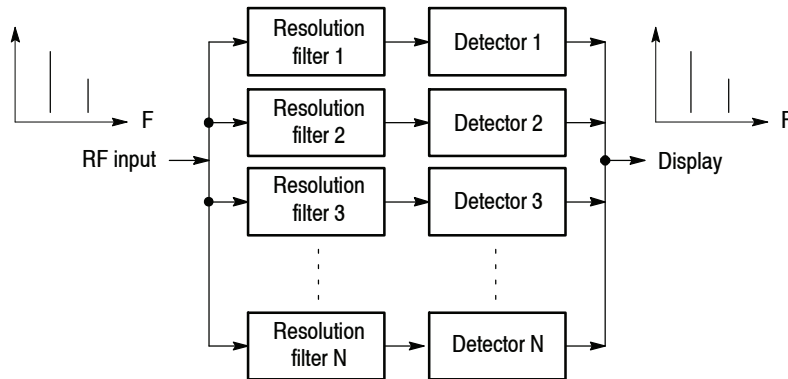 Resolution
filter 1
Detector 1
F
Resolution
filter 2
Detector 2
F
RF input
Display
Resolution
filter 3
Detector 3
Resolution
filter N
Detector N